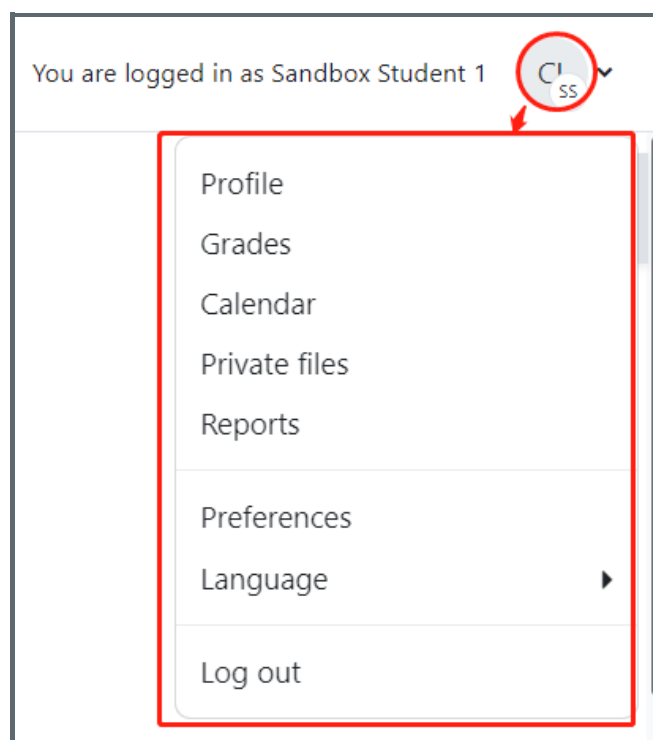 You are logged in as Sandbox Student 1
SS
Profile
Grades
Calendar
Private files
Reports
Preferences
Language
Log out